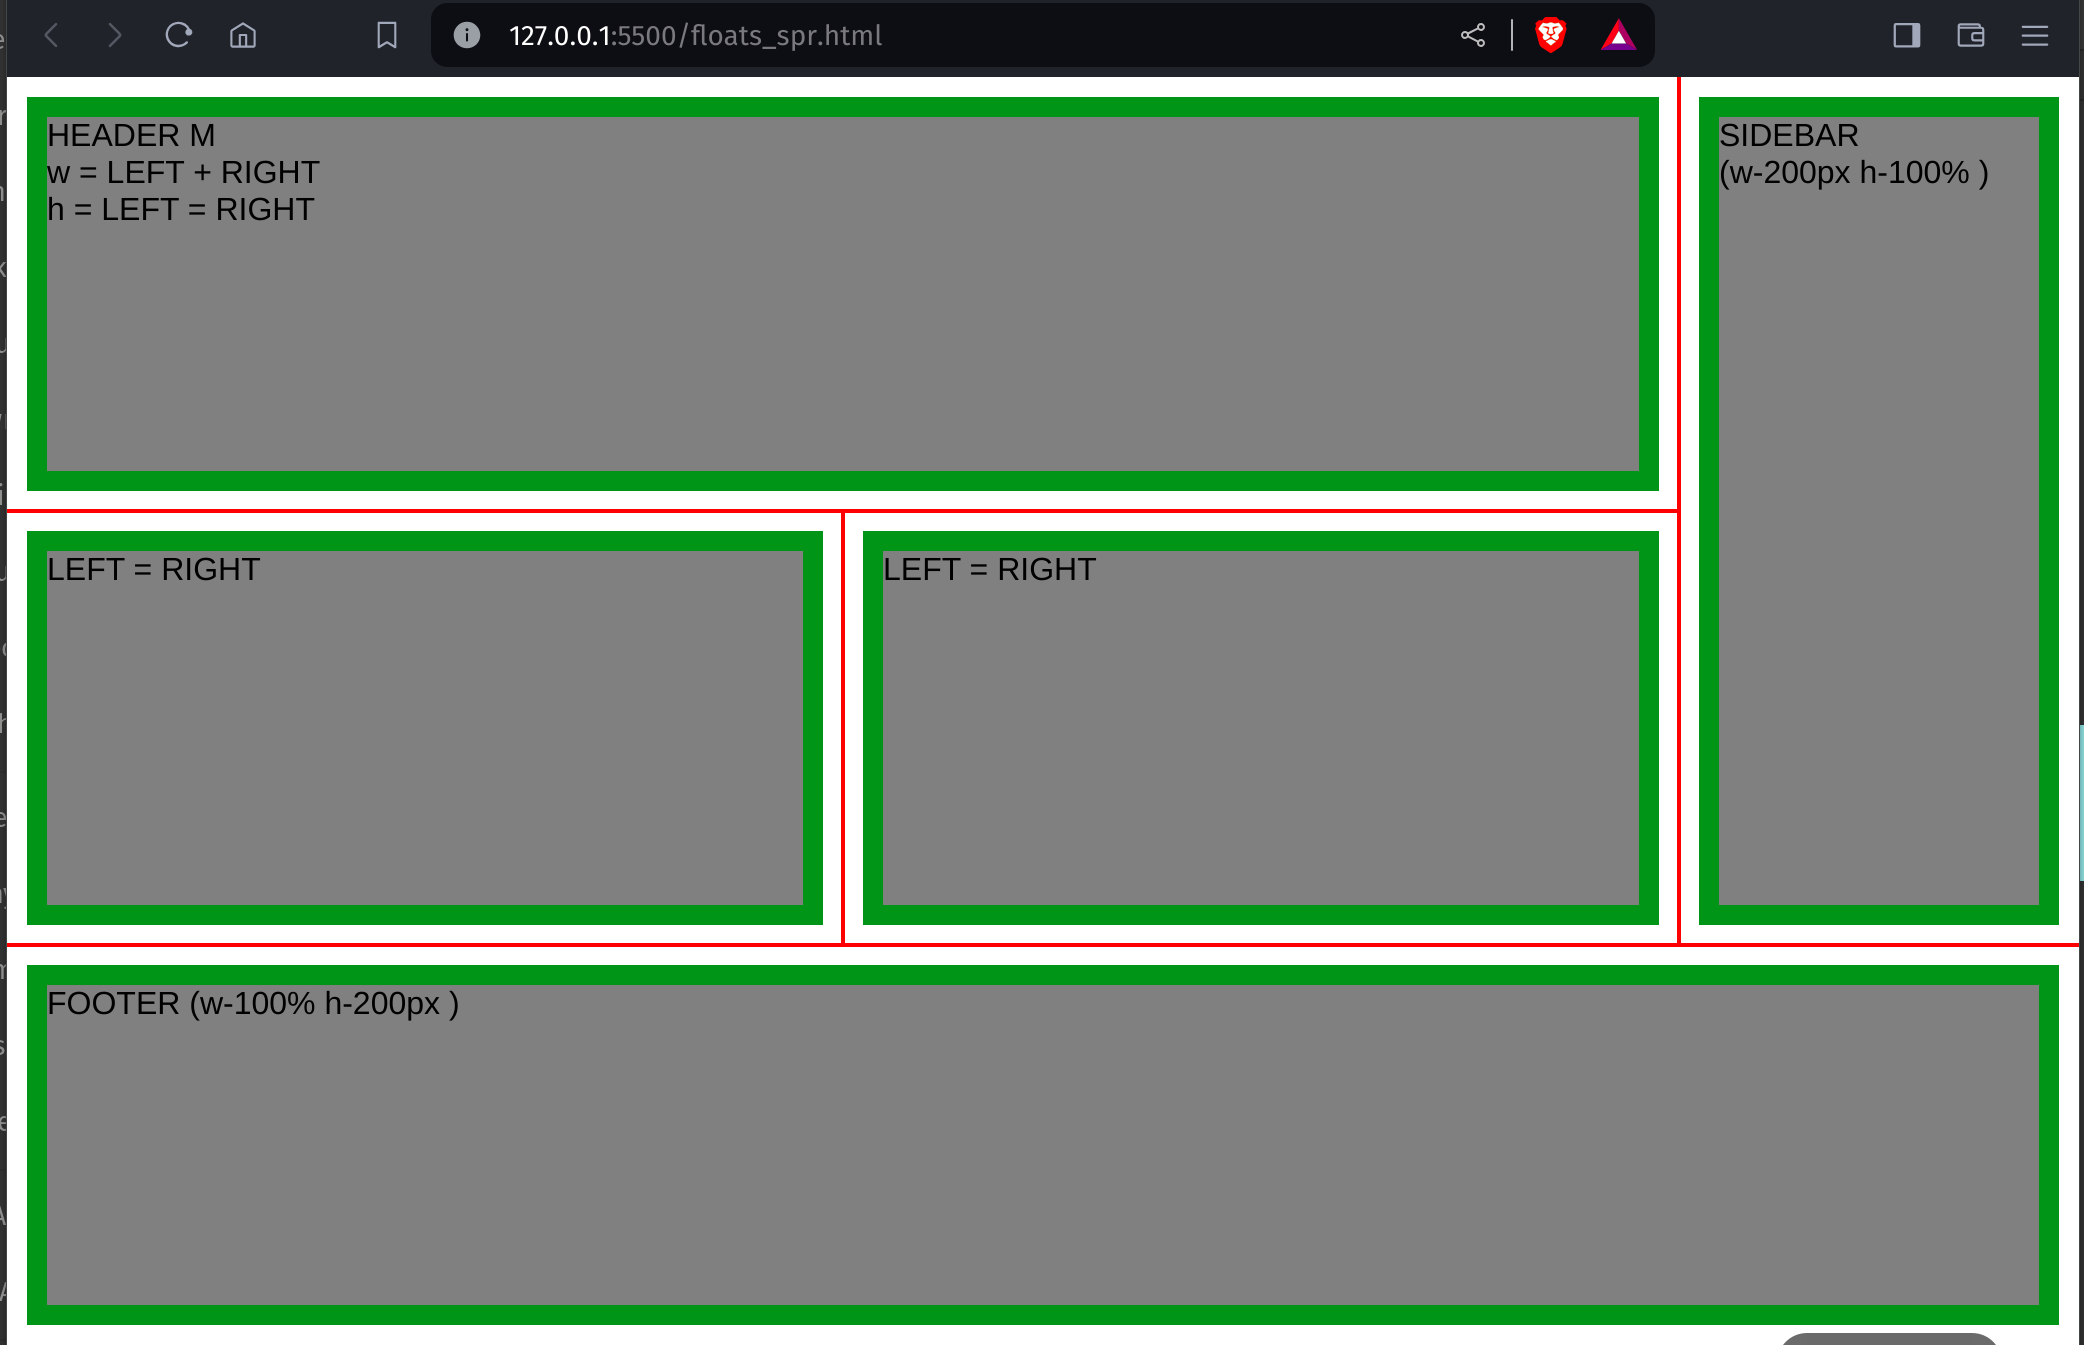 127.0.0.1:5500/floats_spr.html
HEADER M
w = LEFT + RIGHT
h = LEFT = RIGHT
SIDEBAR
(w-200px h-100% )
LEFT = RIGHT
LEFT = RIGHT
FOOTER (w-100% h-200px )